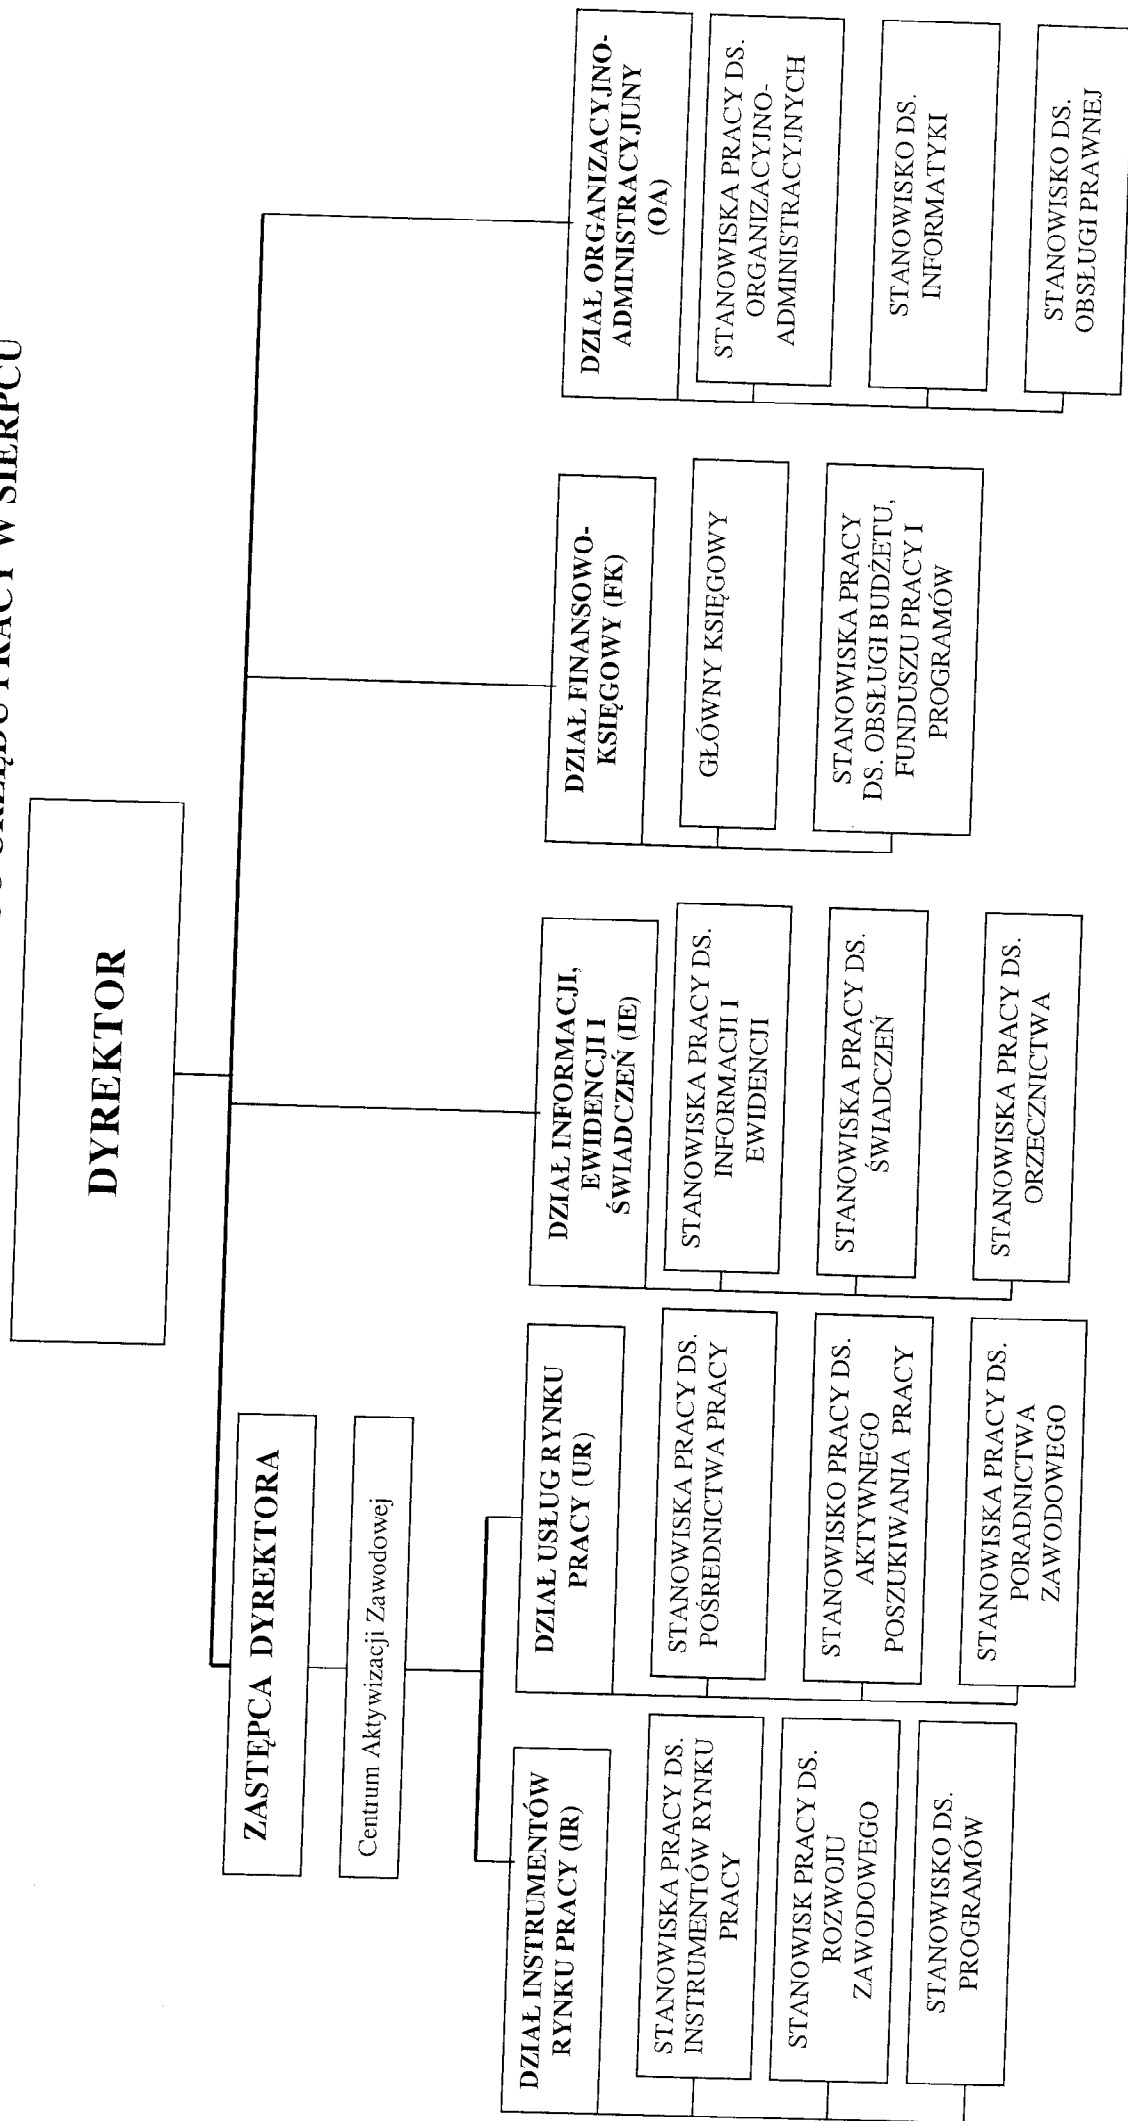 URZĘDU PRACY W SIERPCU
DYREKTOR
ZASTĘPCA DYREKTORA
Centrum Aktywizacji Zawodowej
DZIAŁ INSTRUMENTÓW
RYNKU PRACY (IR)
STANOWISKA PRACY DS.
INSTRUMENTÓW RYNKU
PRACY
STANOWISK PRACY DS.
ROZWOJU
ZAWODOWEGO
STANOWISKO DS.
PROGRAMÓW
DZIAŁ USŁUG RYNKU
PRACY (UR)
STANOWISKA PRACY DS.
POŚREDNICTWA PRACY
STANOWISKO PRACY DS.
AKTYWNEGO
POSZUKIWANIA PRACY
STANOWISKA PRACY DS.
PORADNICTWA
ZAWODOWEGO
DZIAŁ INFORMACJI,
EWIDENCJI I
ŚWIADCZEŃ (IE)
STANOWISKA PRACY DS.
INFORMACJI I
EWIDENCJI
STANOWISKA PRACY DS.
ŚWIADCZEŃ
STANOWISKA PRACY DS.
ORZECZNICTWA
DZIAŁ FINANSOWO-
KSIĘGOWY (FK)
GŁÓWNY KSIĘGOWY
STANOWISKA PRACY
DS. OBSŁUGI BUDŻETU,
FUNDUSZU PRACY I
PROGRAMÓW
DZIAŁ ORGANIZACYJNO-
ADMINISTRACYJUNY
(OA)
STANOWISKA PRACY DS.
ORGANIZACYJNO-
ADMINISTRACYJNYCH
STANOWISKO DS.
INFORMATYKI
STANOWISKO DS.
OBSŁUGI PRAWNEJ